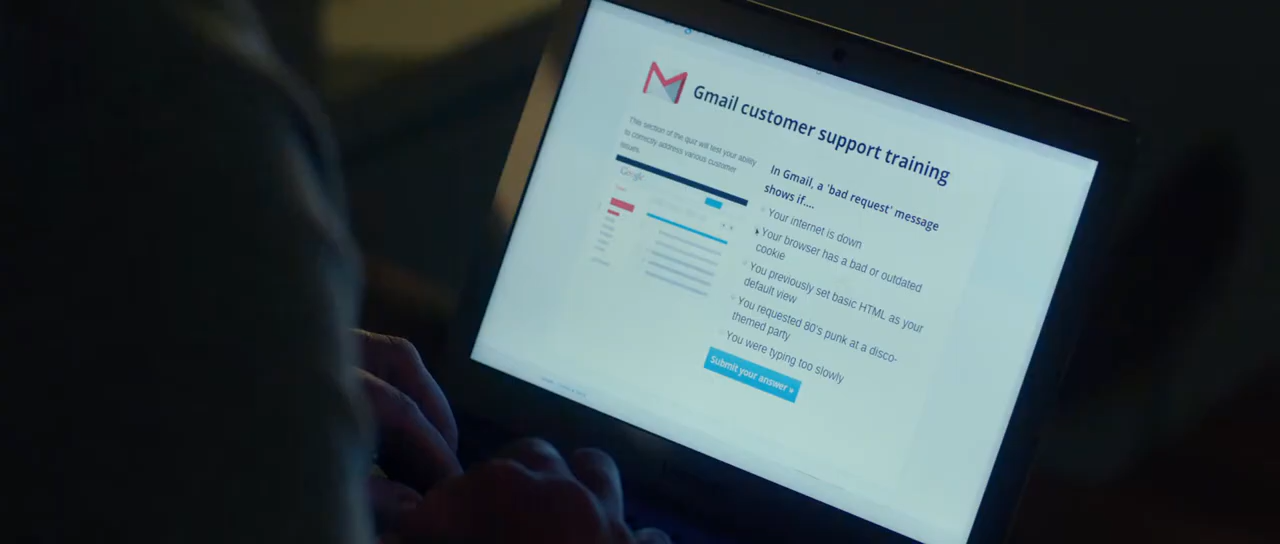 Gmail customer support training
This section of the quiz will test your ability
to correctly address various customer
issues.
Google
In Gmail, a 'bad request' message
shows if....
Your internet is down
Your browser has a bad or outdated
cookie
You previously set basic HTML as your
default view
You requested 80's punk at a disco-
themed party
You were typing too slowly
Submit your answer »